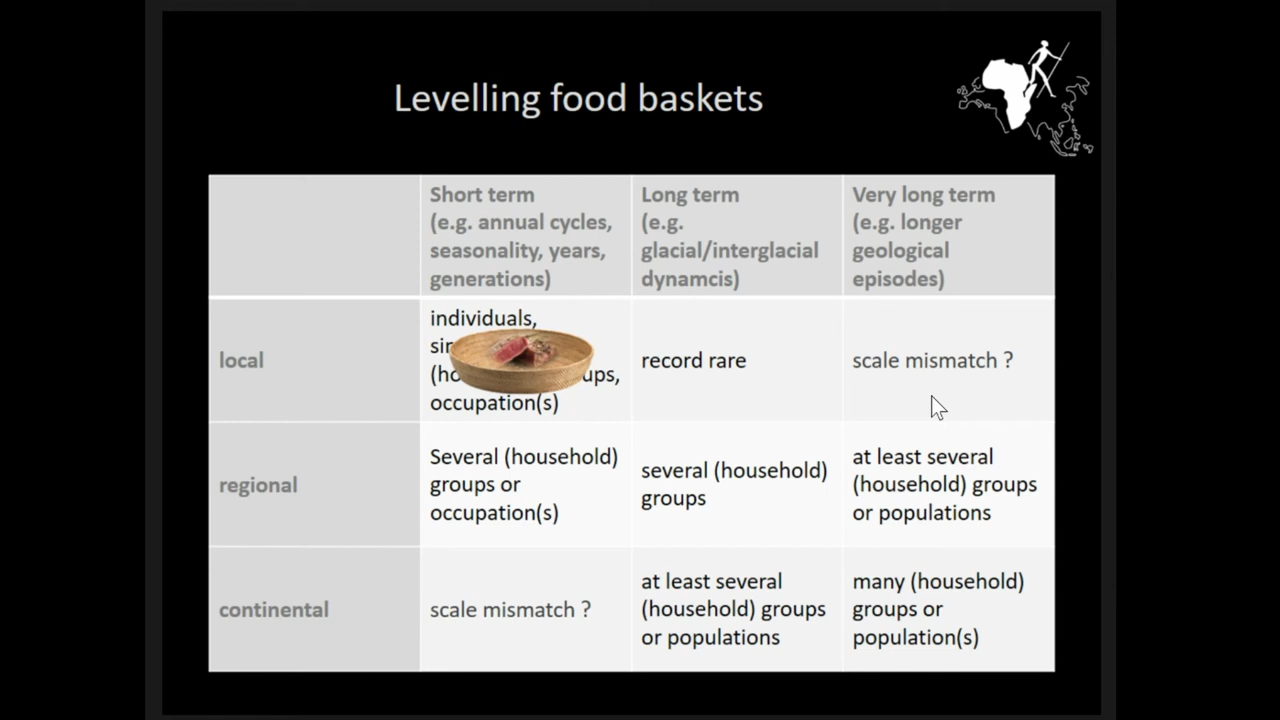 Levelling food baskets
Short term
(e.g. annual cycles,
seasonality, years,
generations)
Long term
(e.g.
glacial/interglacial
dynamcis)
Very long term
(e.g. longer
geological
episodes)
local
individuals,
occupation(s)
record rare
scale mismatch ?
regional
Several (household)
groups or
occupation(s)
several (household)
groups
at least several
(household) groups
or populations
continental
scale mismatch ?
at least several
(household) groups
or populations
many (household)
groups or
population(s)